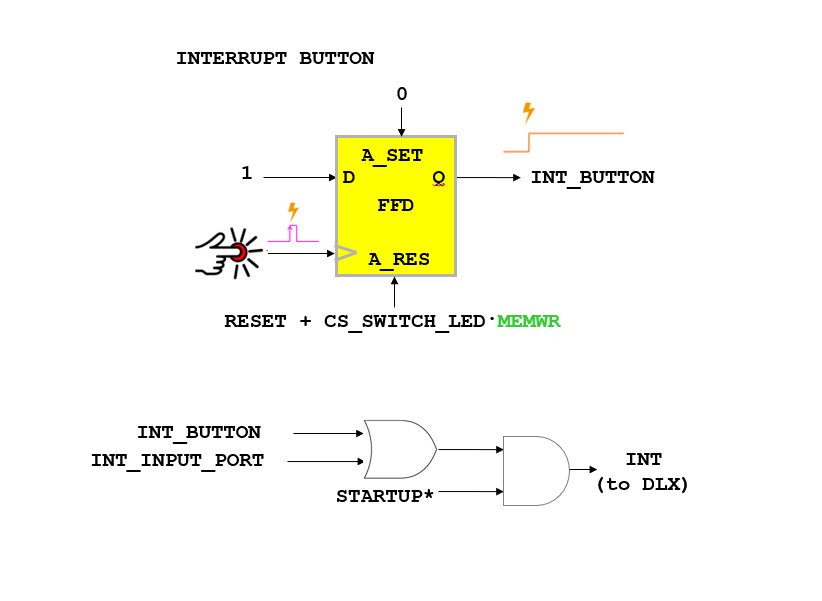 INTERRUPT BUTTON
0
A_SET
1
D
Q
INT_BUTTON
FFD
A_RES
RESET + CS_SWITCH_LED·MEMWR
INT_BUTTON
INT_INPUT_PORT
STARTUP*
INT
(to DLX)